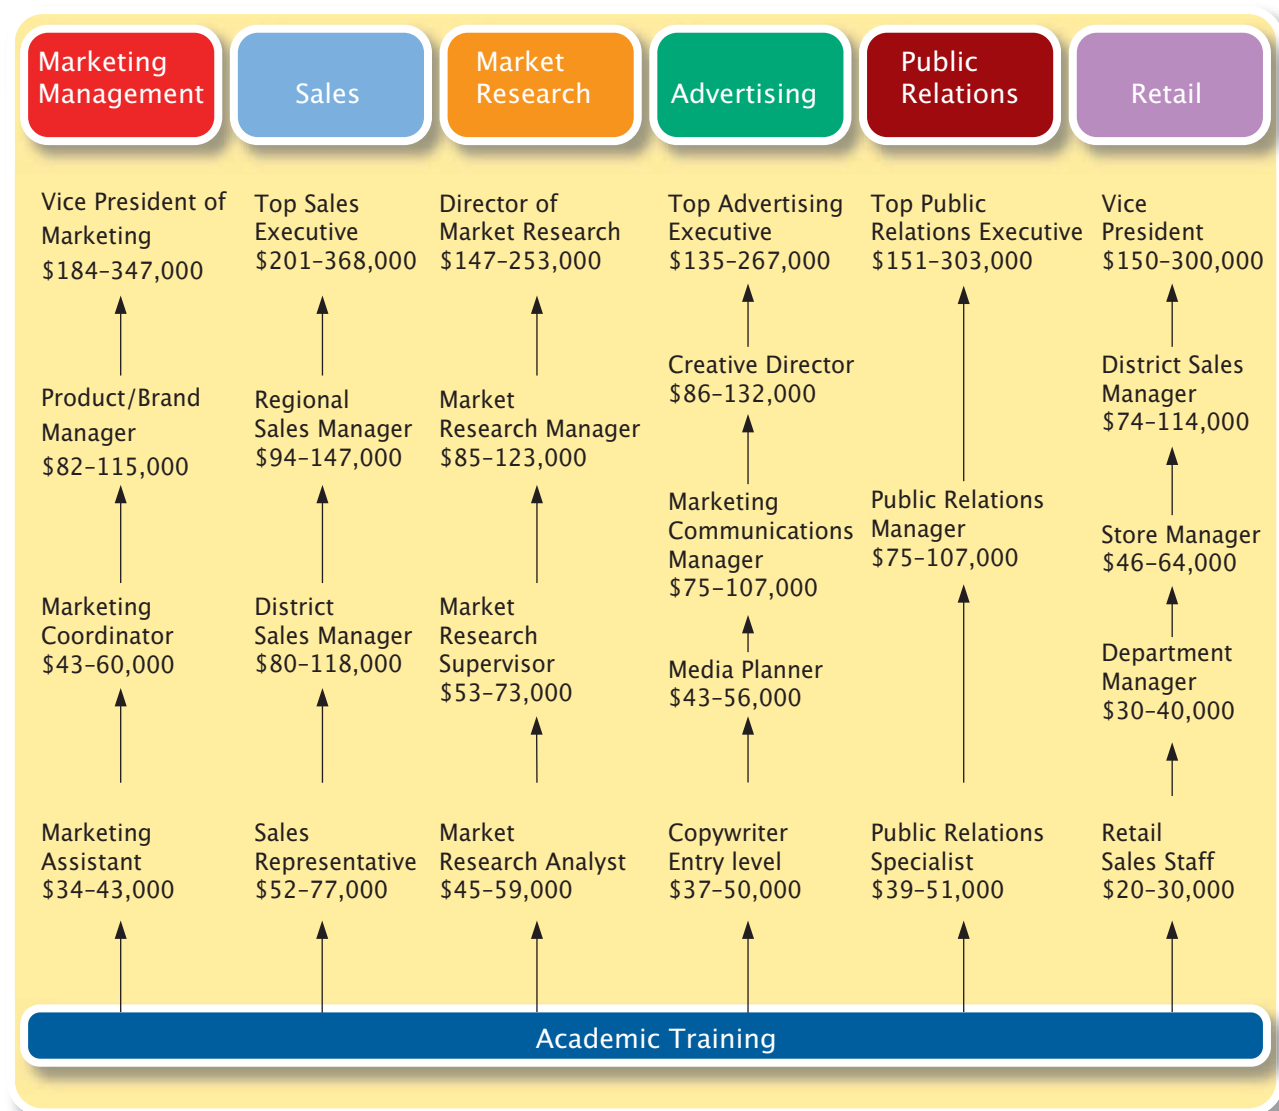 Marketing
Management
Sales
Market
Research
Advertising
Public
Relations
Retail
Vice President of
Marketing
$184–347,000
Product/Brand
Manager
$82–115,000
Marketing
Coordinator
$43–60,000
Marketing
Assistant
$34–43,000
Top Sales
Executive
$201–368,000
Regional
Sales Manager
$94–147,000
District
Sales Manager
$80–118,000
Sales
Representative
$52–77,000
Director of
Market Research
$147–253,000
Market
Research Manager
$85–123,000
Market
Research
Supervisor
$53–73,000
Market
Research Analyst
$45–59,000
Top Advertising
Executive
$135–267,000
Creative Director
$86–132,000
Marketing
Communications
Manager
$75–107,000
Media Planner
$43–56,000
Copywriter
Entry level
$37–50,000
Top Public
Relations Executive
$151–303,000
Public Relations
Manager
$75–107,000
Public Relations
Specialist
$39–51,000
Vice
President
$150–300,000
District Sales
Manager
$74–114,000
Store Manager
$46–64,000
Department
Manager
$30–40,000
Retail
Sales Staff
$20–30,000
Academic Training